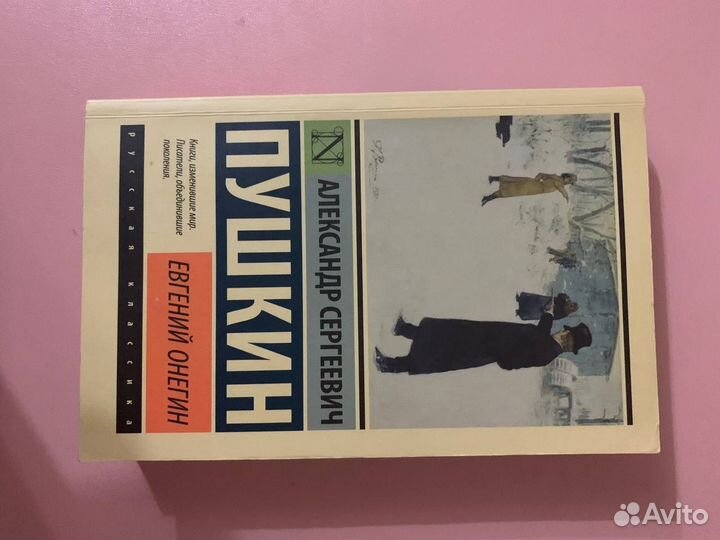 АЛЕКСАНДР СЕРГЕЕВИЧ
ПУШКИН
Книги, изменившие мир.
Писатели, объединившие
поколения.
ЕВГЕНИЙ ОНЕГИН
русская классика
Avito